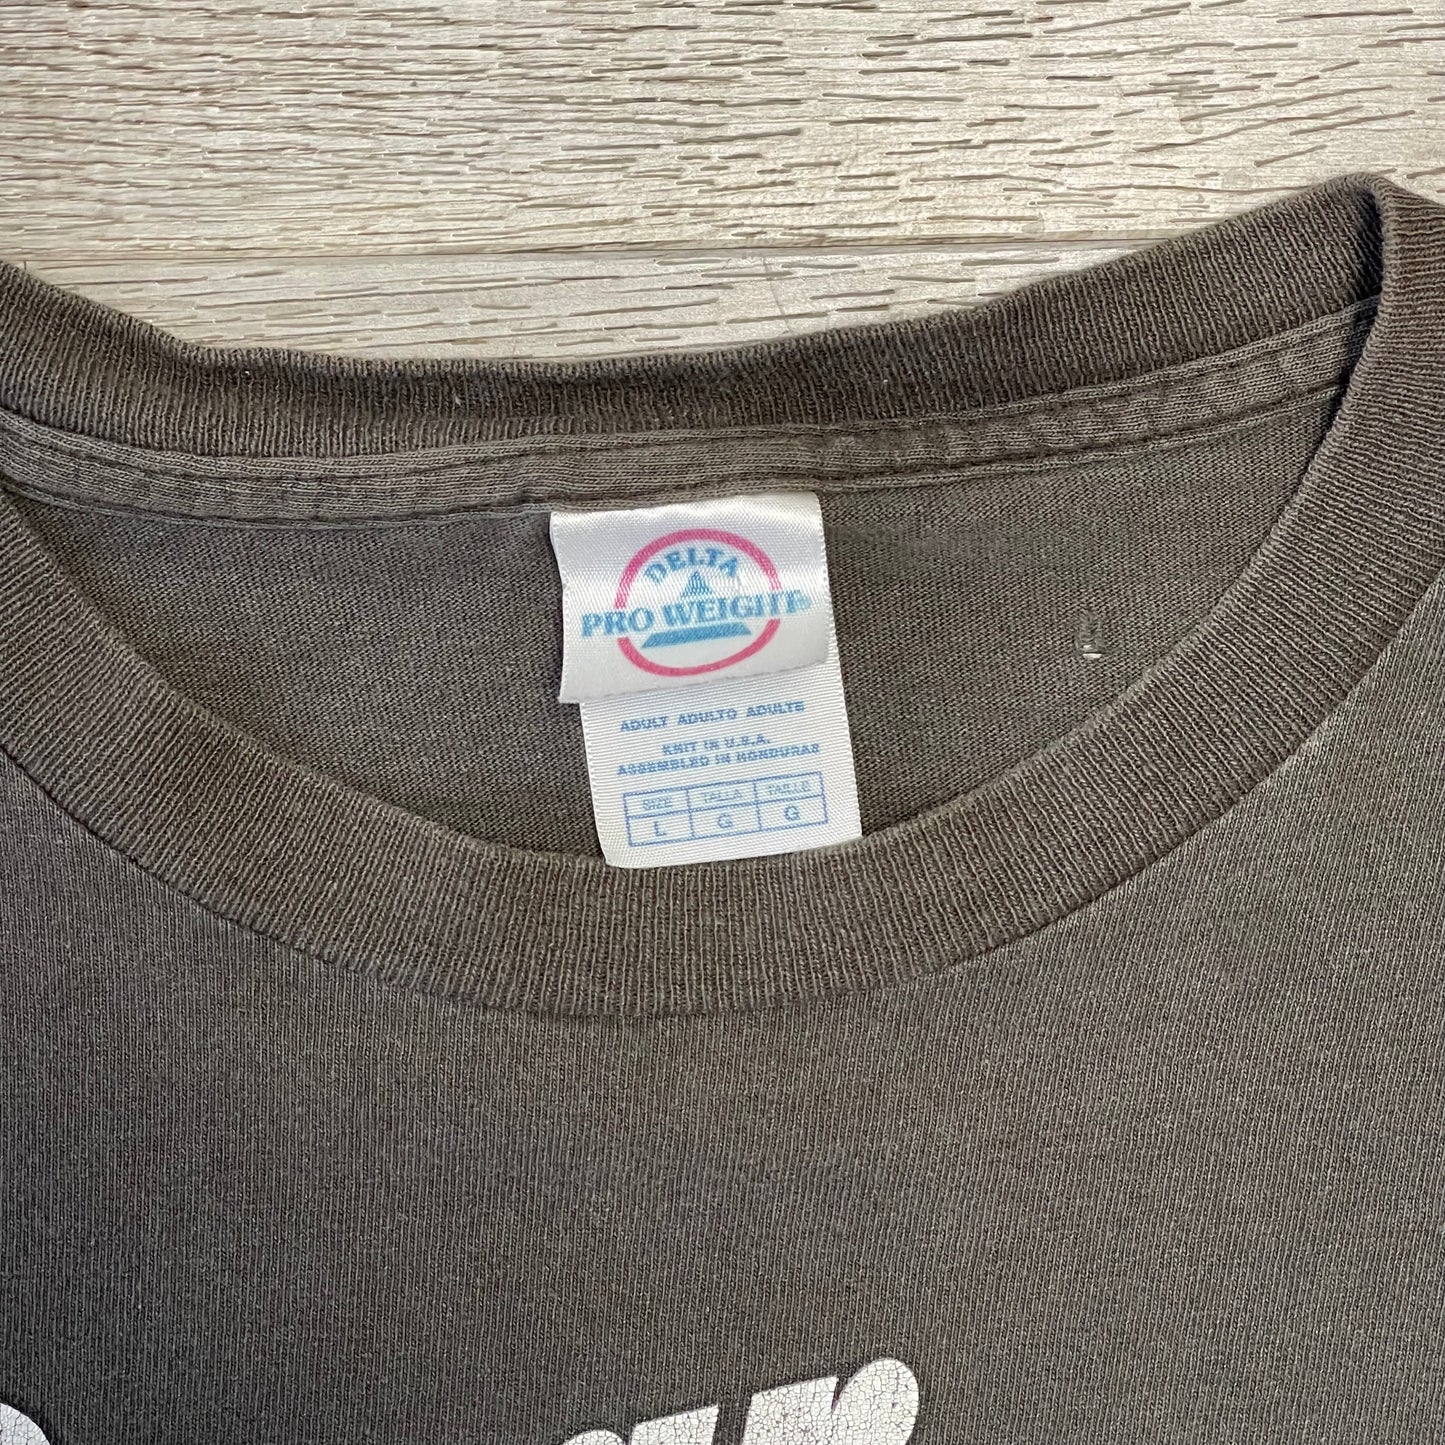 DELTA
PRO WEIGHT®
ADULT ADULTO ADULTE
KNIT IN U.S.A.
ASSEMBLED IN HONDURAS
SIZE TALLA TAILLE
L G G